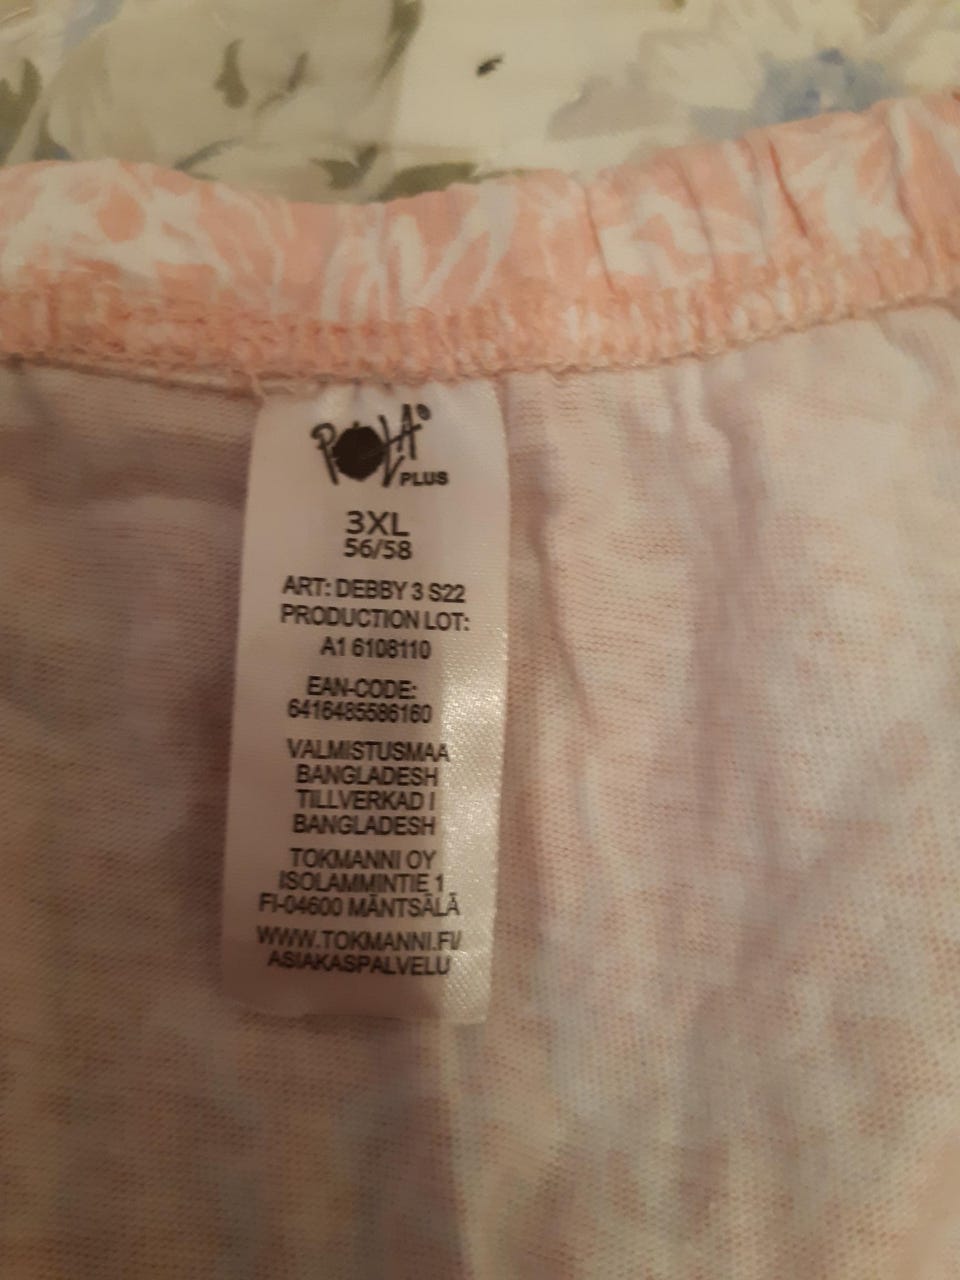 POLA®
PLUS
3XL
56/58
ART: DEBBY 3 S22
PRODUCTION LOT:
A1 6108110
EAN-CODE:
6416485586160
VALMISTUSMAA
BANGLADESH
TILLVERKAD I
BANGLADESH
TOKMANNI OY
ISOLAMMINTIE 1
FI-04600 MÄNTSÄLÄ
WWW.TOKMANNI.FI/
ASIAKASPALVELU